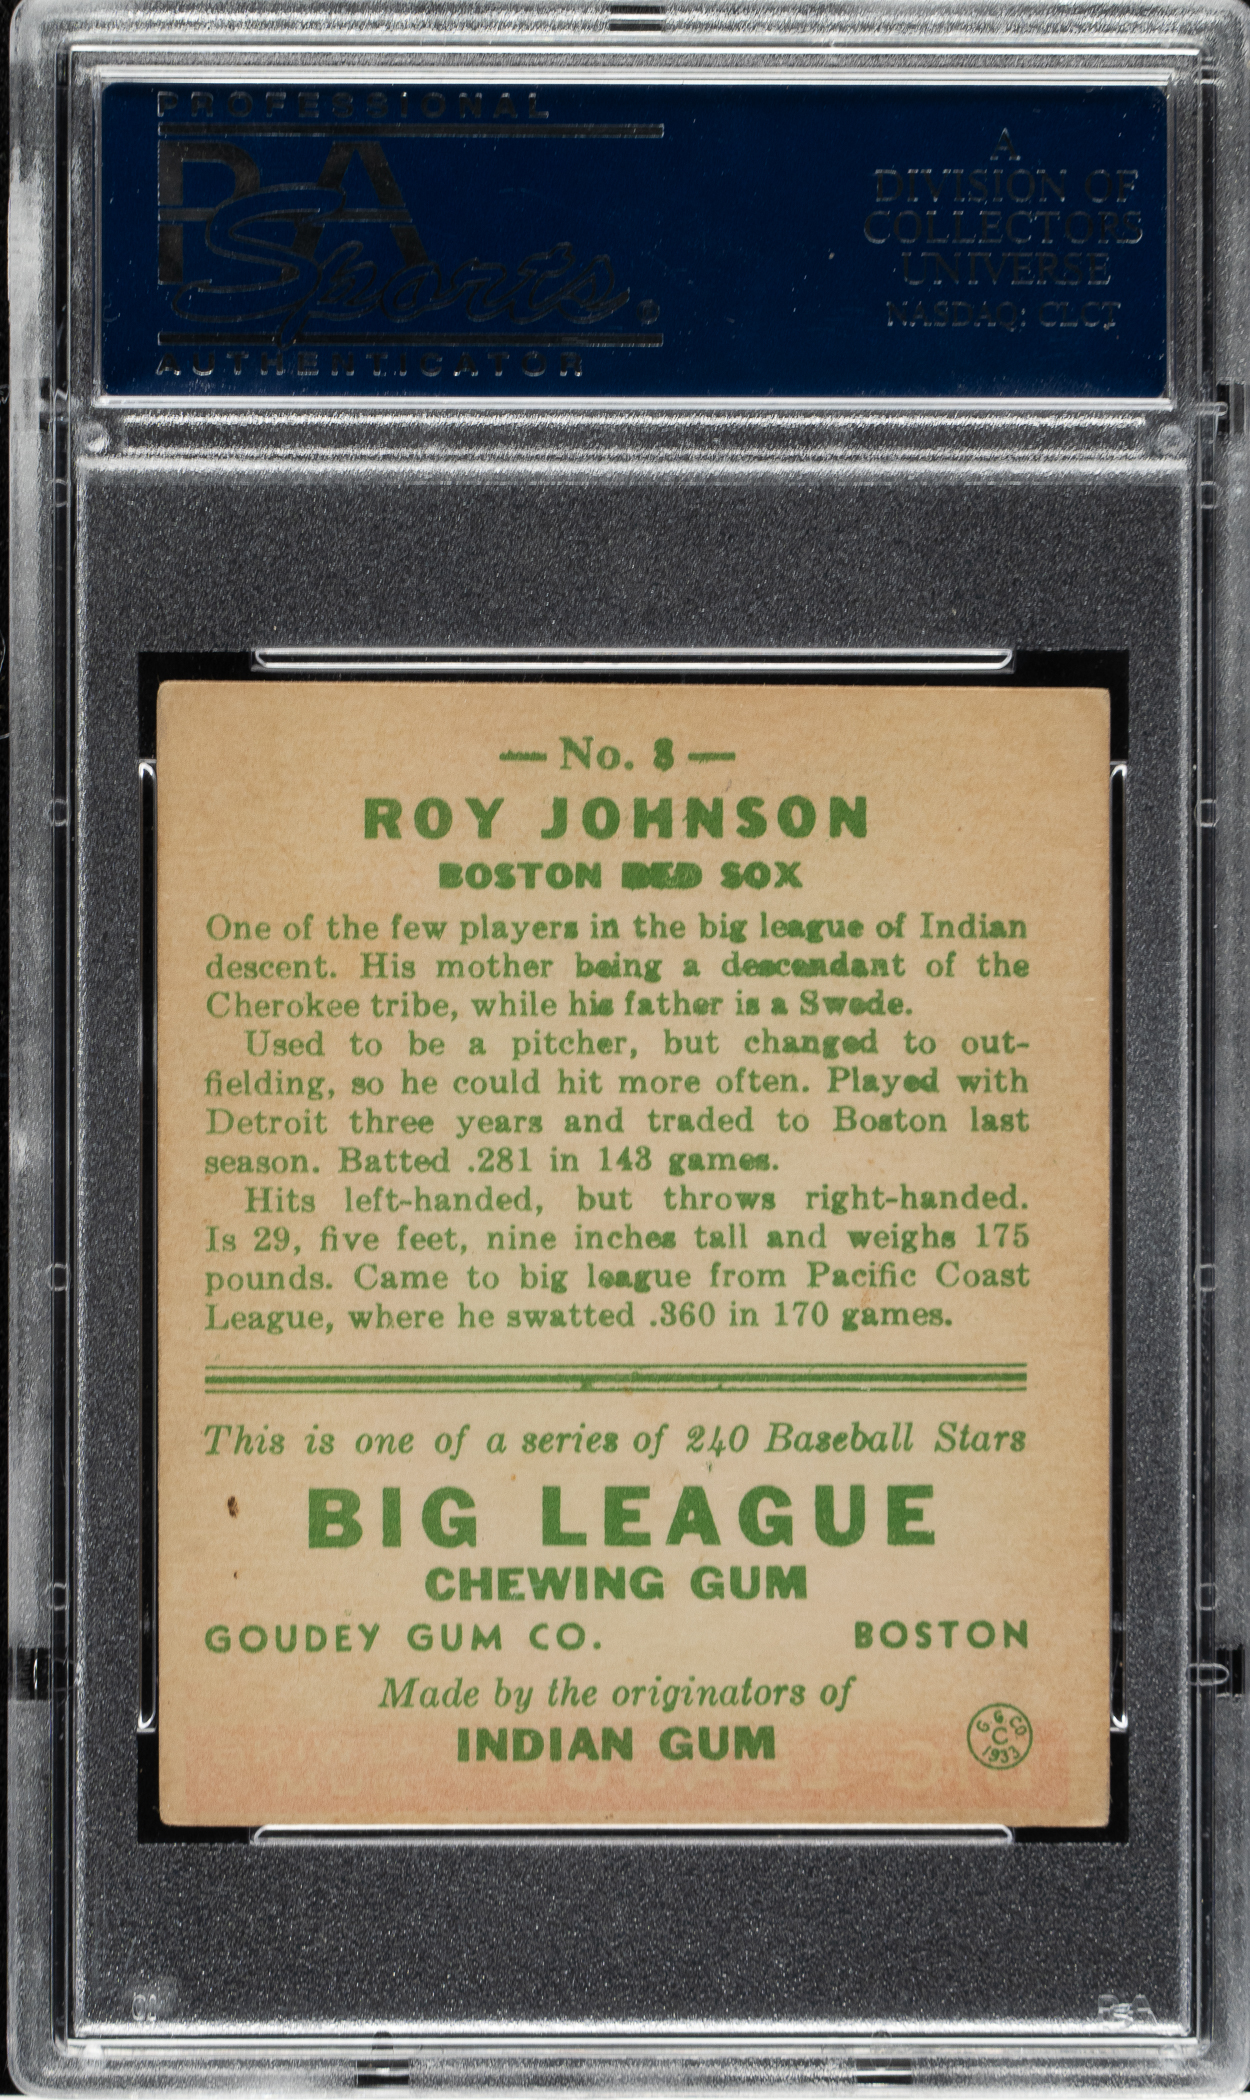 PROFESSIONAL
PSA
Sports®
AUTHENTICATOR
A
DIVISION OF
COLLECTORS
UNIVERSE
NASDAQ: CLCT
— No. 8 —
ROY JOHNSON
BOSTON RED SOX
One of the few players in the big league of Indian
descent. His mother being a descendant of the
Cherokee tribe, while his father is a Swede.
Used to be a pitcher, but changed to out-
fielding, so he could hit more often. Played with
Detroit three years and traded to Boston last
season. Batted .281 in 143 games.
Hits left-handed, but throws right-handed.
Is 29, five feet, nine inches tall and weighs 175
pounds. Came to big league from Pacific Coast
League, where he swatted .360 in 170 games.
This is one of a series of 240 Baseball Stars
BIG LEAGUE
CHEWING GUM
GOUDEY GUM CO. BOSTON
Made by the originators of
INDIAN GUM
G G CO
C
1933
PSA